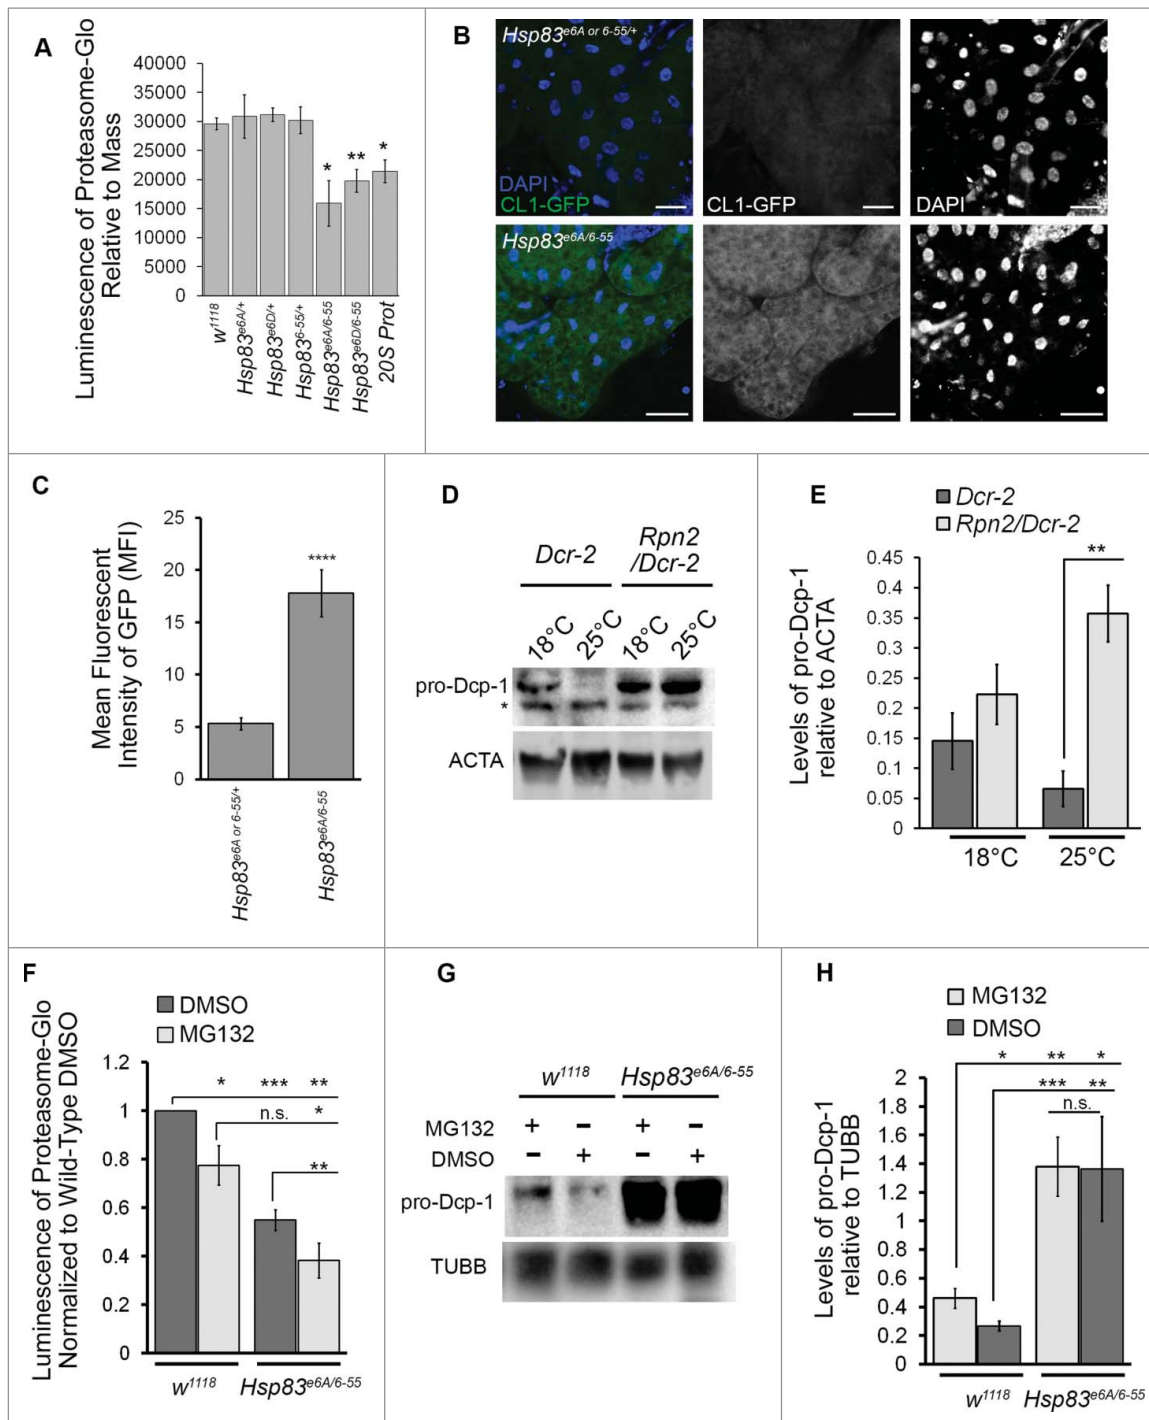 A
Luminescence of Proteasome-Glo
Relative to Mass
40000
35000
30000
25000
20000
15000
10000
5000
0
*
**
*
w1118
Hsp83e6A/+
Hsp83e6D/+
Hsp836-55/+
Hsp83e6A/6-55
Hsp83e6D/6-55
20S Prot
B
Hsp83e6A or 6-55/+
DAPI
CL1-GFP
CL1-GFP
DAPI
Hsp83e6A/6-55
C
Mean Fluorescent
Intensity of GFP (MFI)
25
20
15
10
5
0
****
Hsp83e6A or 6-55/+
Hsp83e6A/6-55
D
Dcr-2
Rpn2
/Dcr-2
18°C 25°C 18°C 25°C
pro-Dcp-1
*
ACTA
E
Dcr-2
Rpn2/Dcr-2
Levels of pro-Dcp-1
relative to ACTA
0.45
0.4
0.35
0.3
0.25
0.2
0.15
0.1
0.05
0
**
18°C
25°C
F
DMSO
MG132
Luminescence of Proteasome-Glo
Normalized to Wild-Type DMSO
1.2
1
0.8
0.6
0.4
0.2
0
* *** **
n.s. *
**
w1118 Hsp83e6A/6-55
G
w1118 Hsp83e6A/6-55
MG132 + - + -
DMSO - + - +
pro-Dcp-1
TUBB
H
MG132
DMSO
Levels of pro-Dcp-1
relative to TUBB
2
1.8
1.6
1.4
1.2
1
0.8
0.6
0.4
0.2
0
* ** *
*** **
n.s.
w1118 Hsp83e6A/6-55